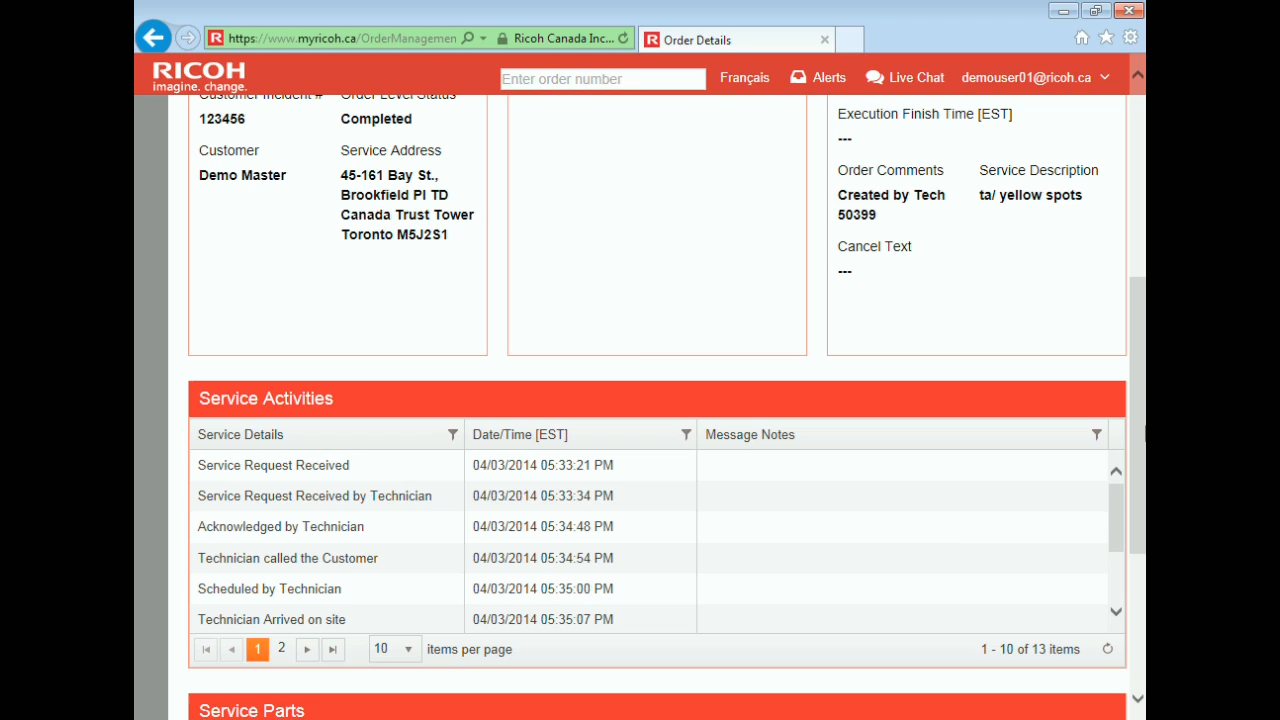 https://www.myricoh.ca/OrderManagemen
Ricoh Canada Inc...
Order Details
RICOH
imagine. change.
Enter order number
Français
Alerts
Live Chat
demouser01@ricoh.ca
Customer Incident # Order Level Status
123456 Completed
Customer Service Address
Demo Master 45-161 Bay St.,
Brookfield Pl TD
Canada Trust Tower
Toronto M5J2S1
Execution Finish Time [EST]
---
Order Comments Service Description
Created by Tech ta/ yellow spots
50399
Cancel Text
---
Service Activities
Service Details Date/Time [EST] Message Notes
Service Request Received 04/03/2014 05:33:21 PM
Service Request Received by Technician 04/03/2014 05:33:34 PM
Acknowledged by Technician 04/03/2014 05:34:48 PM
Technician called the Customer 04/03/2014 05:34:54 PM
Scheduled by Technician 04/03/2014 05:35:00 PM
Technician Arrived on site 04/03/2014 05:35:07 PM
1 2 10 items per page 1 - 10 of 13 items
Service Parts